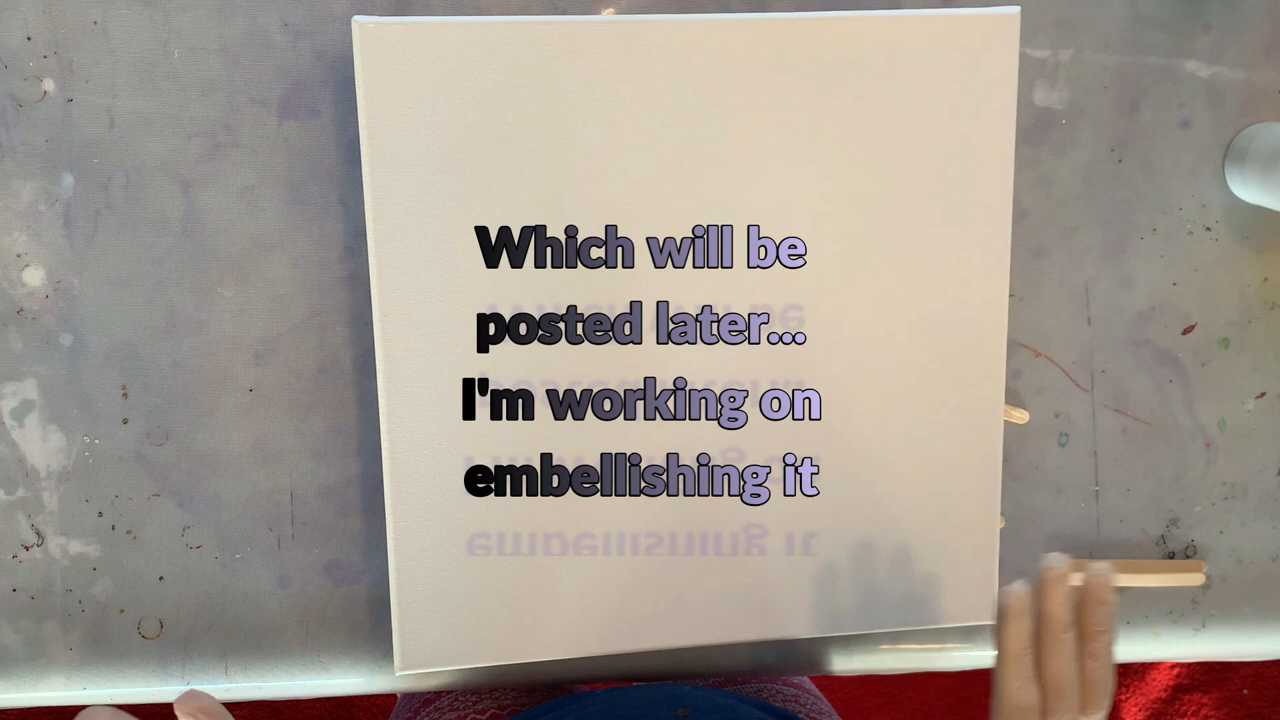 Which will be
posted later...
I'm working on
embellishing it